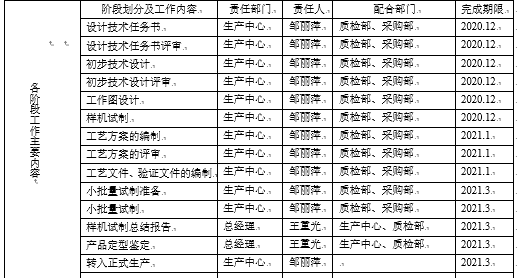 各阶段工作主要内容
阶段划分及工作内容 责任部门 责任人 配合部门 完成期限
设计技术任务书 生产中心 邹丽萍 质检部、采购部 2020.12
设计技术任务书评审 生产中心 邹丽萍 质检部、采购部 2020.12
初步技术设计 生产中心 邹丽萍 质检部、采购部 2020.12
初步技术设计评审 生产中心 邹丽萍 质检部、采购部 2020.12
工作图设计 生产中心 邹丽萍 质检部、采购部 2020.12
样机试制 生产中心 邹丽萍 质检部、采购部 2020.12
工艺方案的编制 生产中心 邹丽萍 质检部、采购部 2021.1
工艺方案的评审 生产中心 邹丽萍 质检部、采购部 2021.1
工艺文件、验证文件的编制 生产中心 邹丽萍 质检部、采购部 2021.1
小批量试制准备 生产中心 邹丽萍 质检部、采购部 2021.3
小批量试制 生产中心 邹丽萍 质检部、采购部 2021.3
样机试制总结报告 总经理 王重光 生产中心、质检部 2021.3
产品定型鉴定 总经理 王重光 生产中心、质检部 2021.3
转入正式生产 生产中心 邹丽萍 2021.3